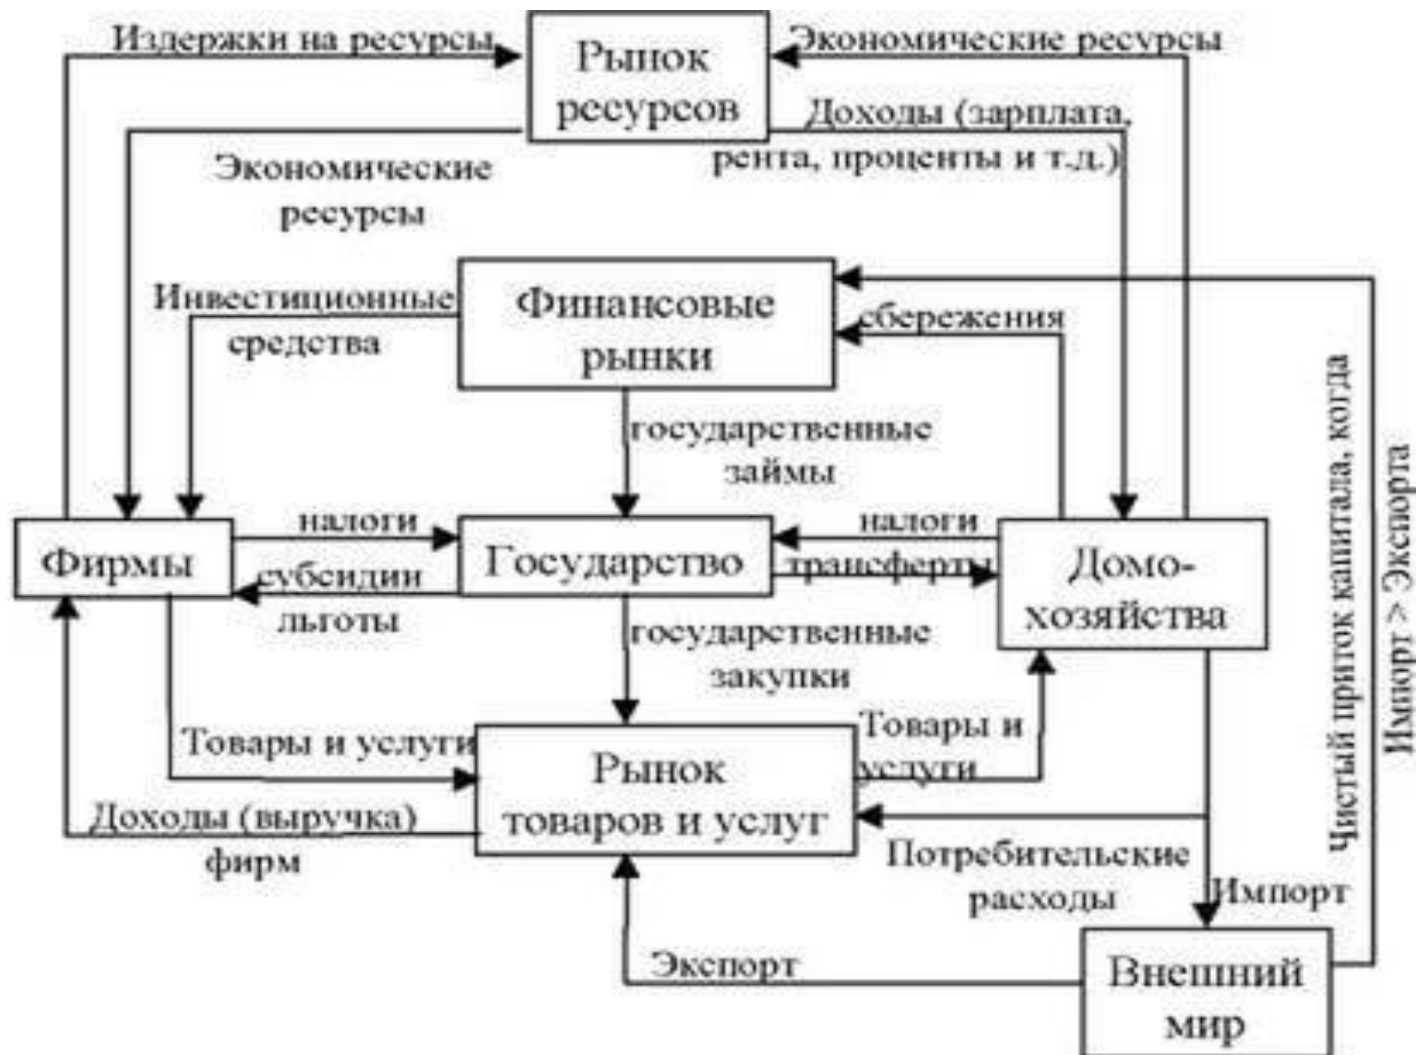 Издержки на ресурсы
Рынок
ресурсов
Экономические ресурсы
Доходы (зарплата,
рента, проценты и т.д.)
Экономические
ресурсы
Инвестиционные
средства
Финансовые
рынки
сбережения
государственные
займы
Чистый приток капитала, когда
Импорт > Экспорта
Фирмы
налоги
субсидии
льготы
Государство
налоги
трансферты
Домо-
хозяйства
государственные
закупки
Товары и услуги
Рынок
товаров и услуг
Товары и
услуги
Доходы (выручка)
фирм
Потребительские
расходы
Импорт
Экспорт
Внешний
мир